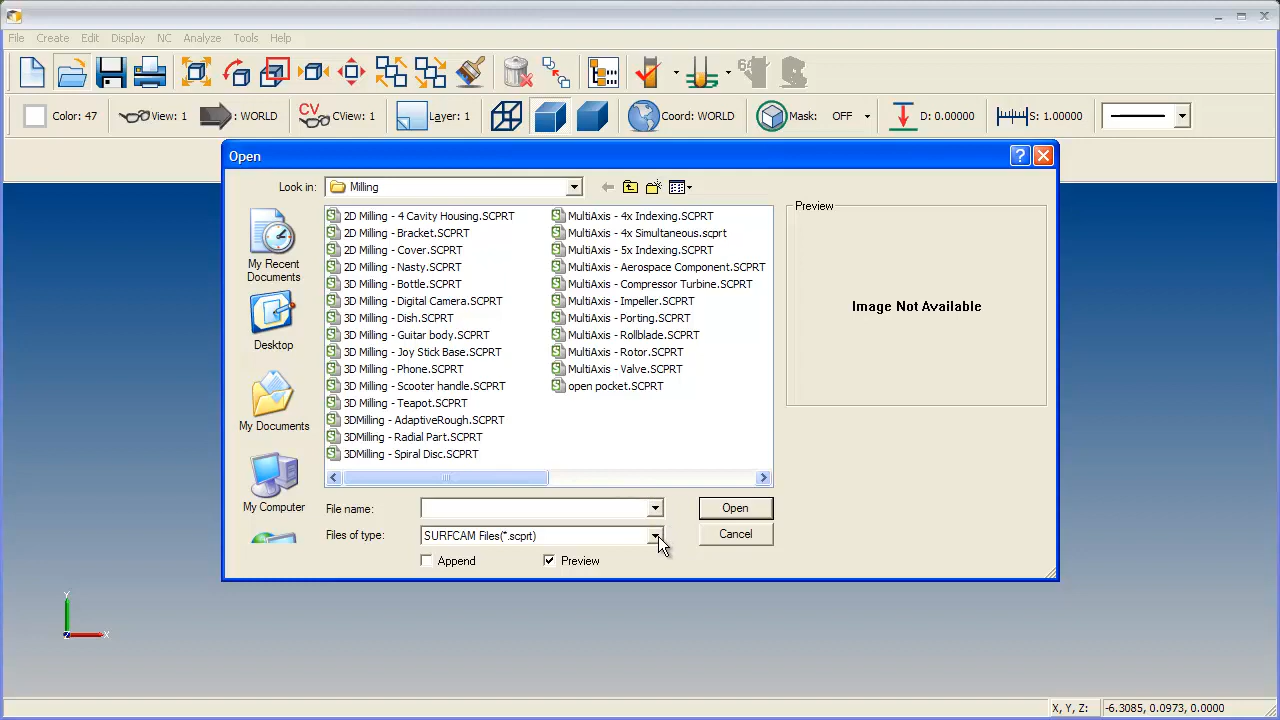 File Create Edit Display NC Analyze Tools Help
Color: 47 View: 1 : WORLD CV CView: 1 Layer: 1 Coord: WORLD Mask: OFF D: 0.00000 S: 1.00000
Open
Look in: Milling
My Recent Documents
Desktop
My Documents
My Computer
2D Milling - 4 Cavity Housing.SCPRT
2D Milling - Bracket.SCPRT
2D Milling - Cover.SCPRT
2D Milling - Nasty.SCPRT
3D Milling - Bottle.SCPRT
3D Milling - Digital Camera.SCPRT
3D Milling - Dish.SCPRT
3D Milling - Guitar body.SCPRT
3D Milling - Joy Stick Base.SCPRT
3D Milling - Phone.SCPRT
3D Milling - Scooter handle.SCPRT
3D Milling - Teapot.SCPRT
3DMilling - AdaptiveRough.SCPRT
3DMilling - Radial Part.SCPRT
3DMilling - Spiral Disc.SCPRT
MultiAxis - 4x Indexing.SCPRT
MultiAxis - 4x Simultaneous.scprt
MultiAxis - 5x Indexing.SCPRT
MultiAxis - Aerospace Component.SCPRT
MultiAxis - Compressor Turbine.SCPRT
MultiAxis - Impeller.SCPRT
MultiAxis - Porting.SCPRT
MultiAxis - Rollblade.SCPRT
MultiAxis - Rotor.SCPRT
MultiAxis - Valve.SCPRT
open pocket.SCPRT
Preview
Image Not Available
File name: Open
Files of type: SURFCAM Files(*.scprt) Cancel
Append Preview
Y
Z X
X, Y, Z: -6.3085, 0.0973, 0.0000